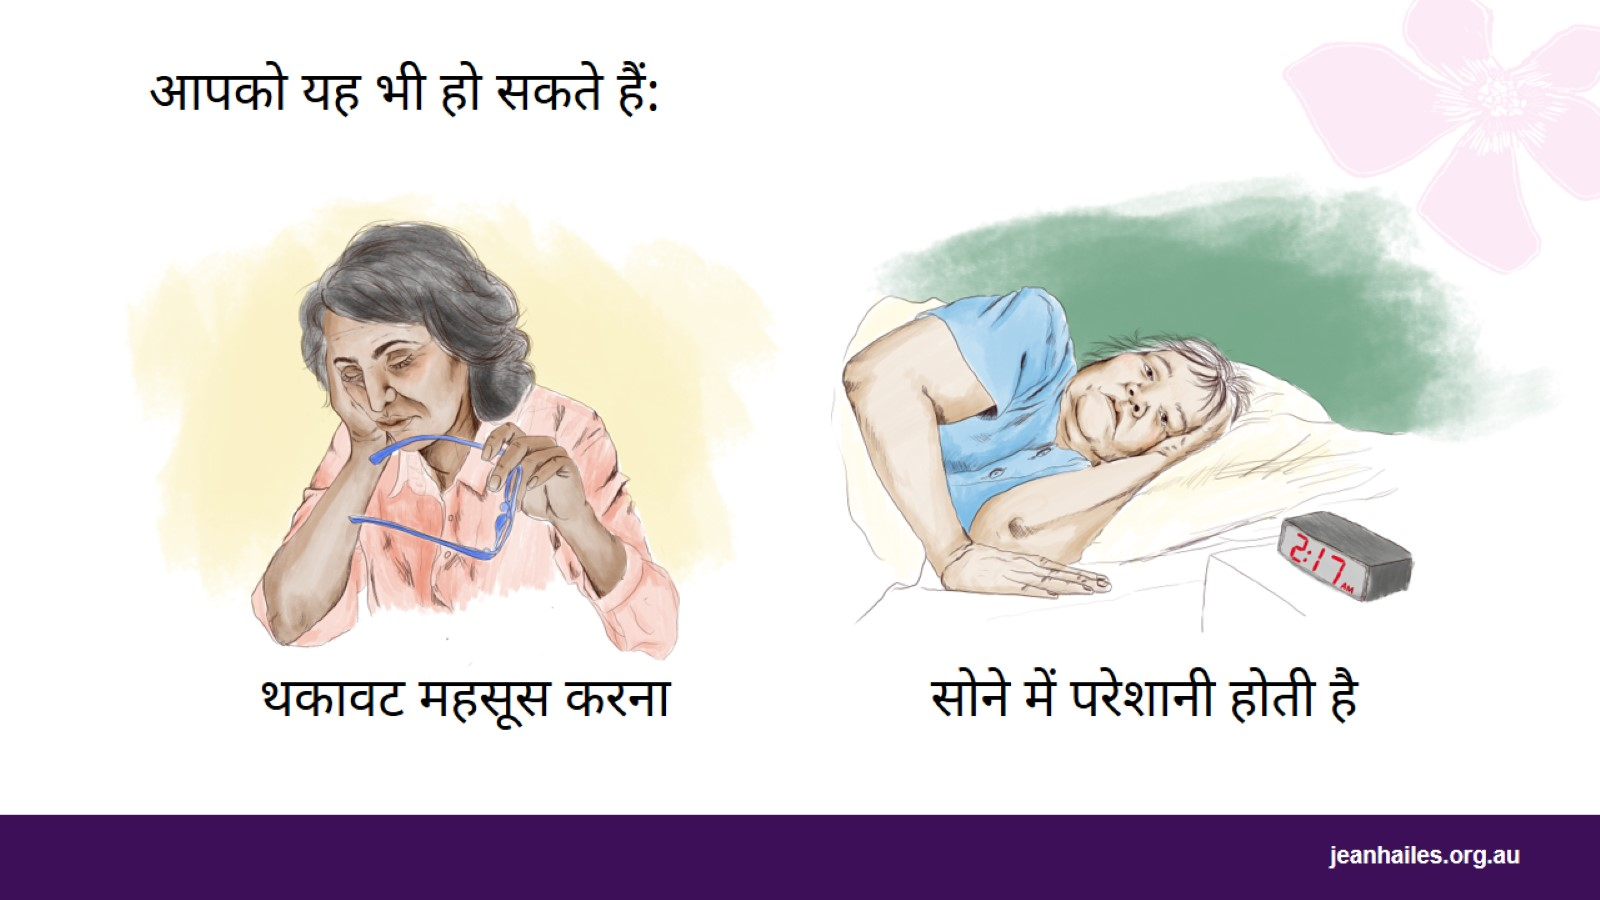 आपको यह भी हो सकते हैं:
2:17 AM
थकावट महसूस करना
सोने में परेशानी होती है
jeanhailes.org.au